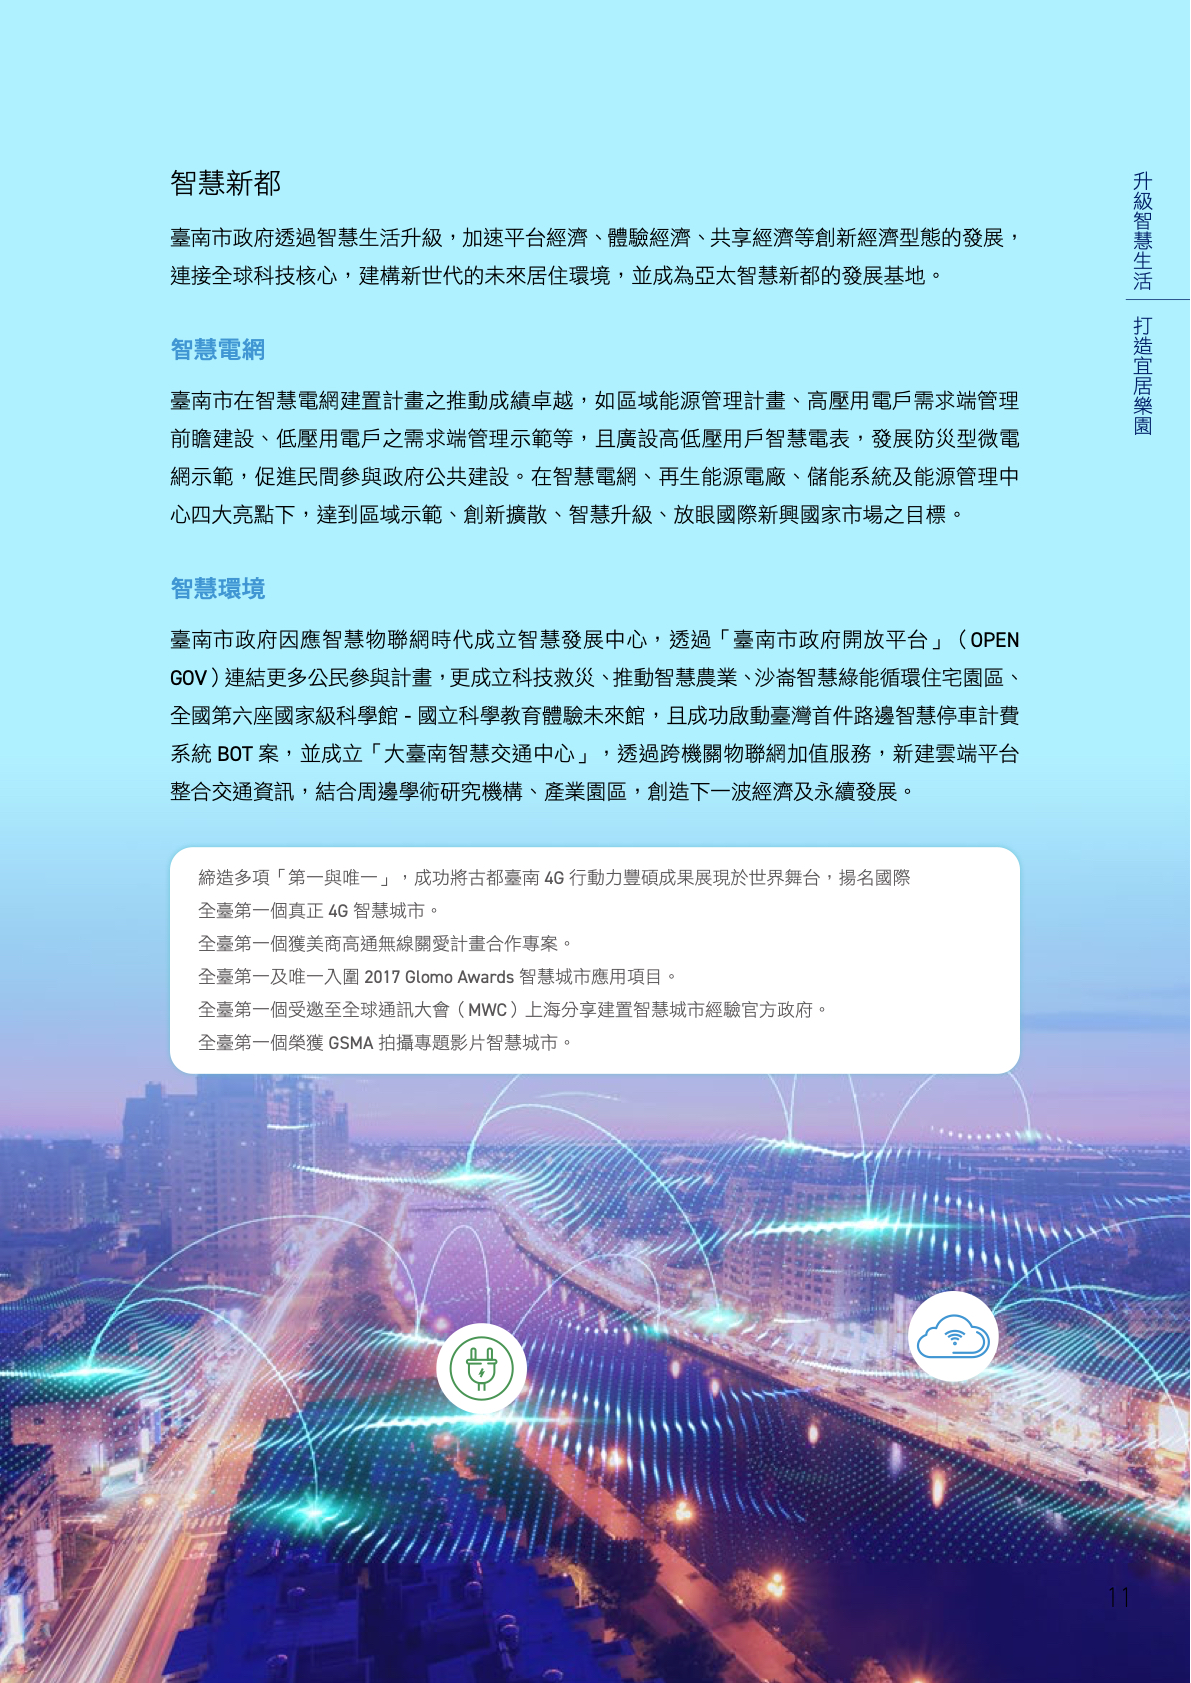 智慧新都
臺南市政府透過智慧生活升級，加速平台經濟、體驗經濟、共享經濟等創新經濟型態的發展，
連接全球科技核心，建構新世代的未來居住環境，並成為亞太智慧新都的發展基地。
智慧電網
臺南市在智慧電網建置計畫之推動成績卓越，如區域能源管理計畫、高壓用電戶需求端管理
前瞻建設、低壓用電戶之需求端管理示範等，且廣設高低壓用戶智慧電表，發展防災型微電
網示範，促進民間參與政府公共建設。在智慧電網、再生能源電廠、儲能系統及能源管理中
心四大亮點下，達到區域示範、創新擴散、智慧升級、放眼國際新興國家市場之目標。
智慧環境
臺南市政府因應智慧物聯網時代成立智慧發展中心，透過「臺南市政府開放平台」（OPEN
GOV）連結更多公民參與計畫，更成立科技救災、推動智慧農業、沙崙智慧綠能循環住宅園區、
全國第六座國家級科學館 - 國立科學教育體驗未來館，且成功啟動臺灣首件路邊智慧停車計費
系統 BOT 案，並成立「大臺南智慧交通中心」，透過跨機關物聯網加值服務，新建雲端平台
整合交通資訊，結合周邊學術研究機構、產業園區，創造下一波經濟及永續發展。
締造多項「第一與唯一」，成功將古都臺南 4G 行動力豐碩成果展現於世界舞台，揚名國際
全臺第一個真正 4G 智慧城市。
全臺第一個獲美商高通無線關愛計畫合作專案。
全臺第一及唯一入圍 2017 Glomo Awards 智慧城市應用項目。
全臺第一個受邀至全球通訊大會（MWC）上海分享建置智慧城市經驗官方政府。
全臺第一個榮獲 GSMA 拍攝專題影片智慧城市。
升級智慧生活
打造宜居樂園
11